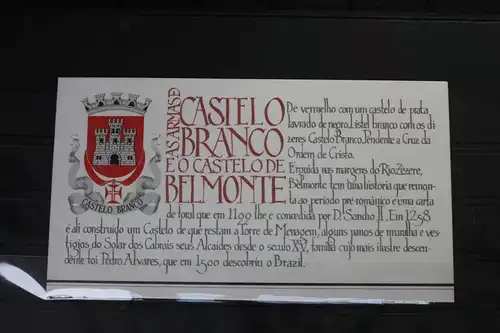 AS ARMAS D
E
CASTELO
BRANCO
E O CASTELO DE
BELMONTE
CASTELO BRANCO
De vermelho com um castelo de prata
lavrado de negro. Listel branco com os di
zeres Castelo Branco. Pendente a Cruz da
Ordem de Cristo.
Erguida nas margens do Rio Zêzere,
Belmonte tem uma história que remon
ta ao período pré-românico e uma carta
de foral que em 1199 lhe é concedida por D. Sancho II. Em 1258
é ali construído um Castelo de que restam a Torre de Menagem, alguns panos de muralha e ves-
tígios do Solar dos Cabrais seus Alcaides desde o século XV, família cujo mais ilustre descen-
dente foi Pedro Álvares, que em 1500 descobriu o Brazil.